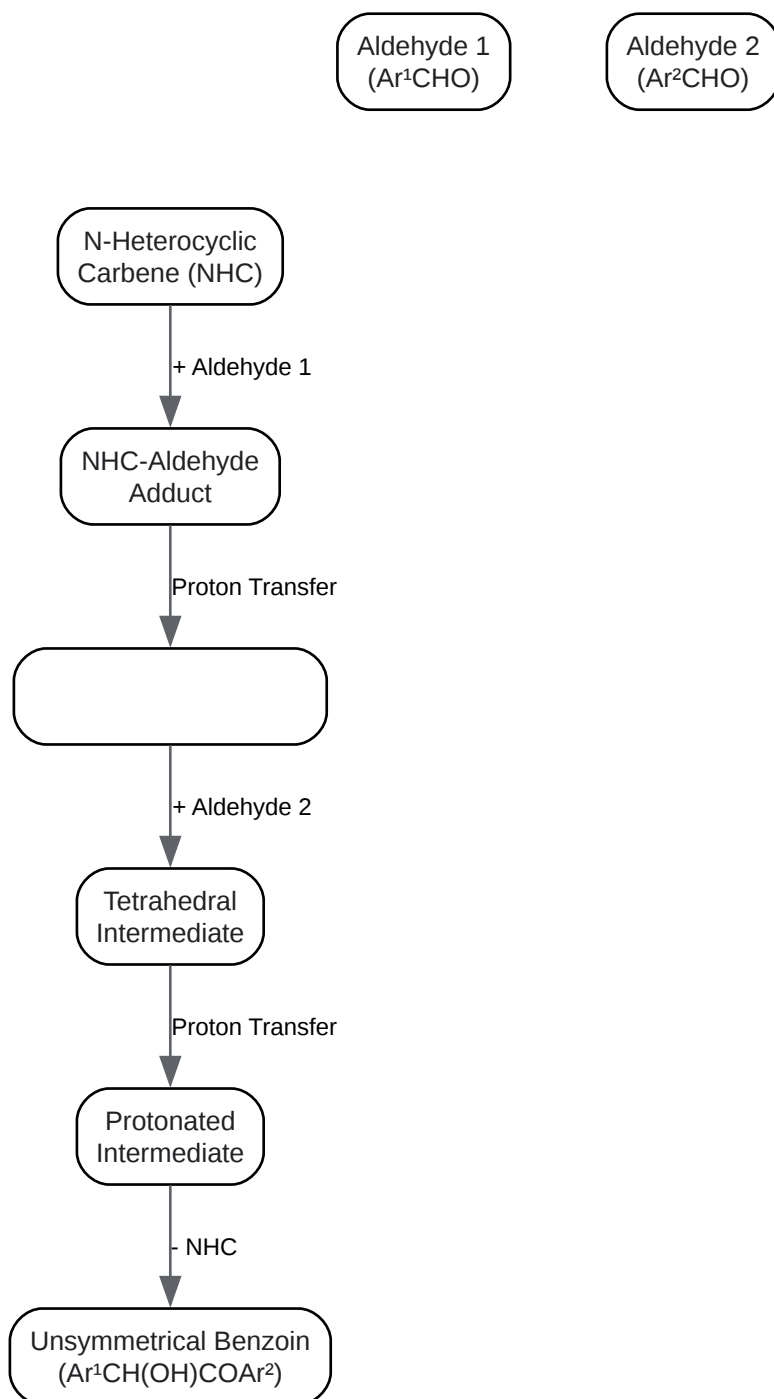 Aldehyde 1
(Ar¹CHO)
Aldehyde 2
(Ar²CHO)
N-Heterocyclic
Carbene (NHC)
+ Aldehyde 1
NHC-Aldehyde
Adduct
Proton Transfer
+ Aldehyde 2
Tetrahedral
Intermediate
Proton Transfer
Protonated
Intermediate
- NHC
Unsymmetrical Benzoin
(Ar¹CH(OH)COAr²)